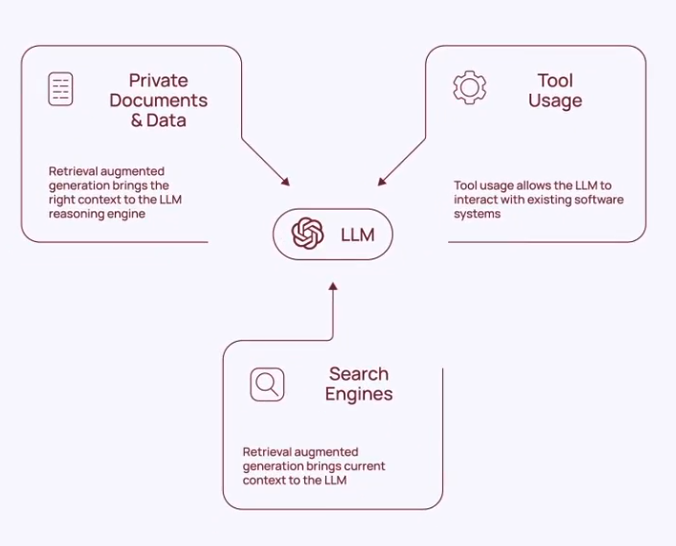 Private
Documents
& Data
Retrieval augmented
generation brings the
right context to the LLM
reasoning engine
Tool
Usage
Tool usage allows the LLM to
interact with existing software
systems
LLM
Search
Engines
Retrieval augmented
generation brings current
context to the LLM